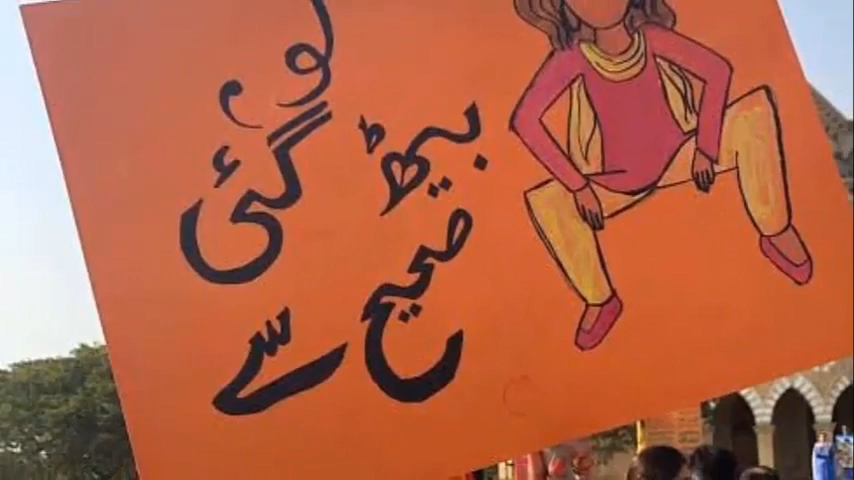 لو،
بیٹھ گئی
صحیح سے